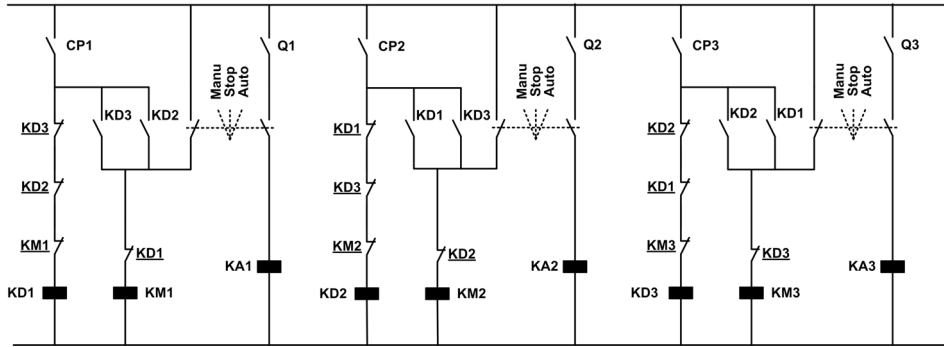 CP1
Q1
CP2
Q2
CP3
Q3
Manu
Stop
Auto
Manu
Stop
Auto
Manu
Stop
Auto
KD3
KD3
KD2
KD1
KD1
KD3
KD2
KD2
KD1
KD2
KD3
KD1
KM1
KD1
KM2
KD2
KM3
KD3
KA1
KA2
KA3
KD1
KM1
KD2
KM2
KD3
KM3